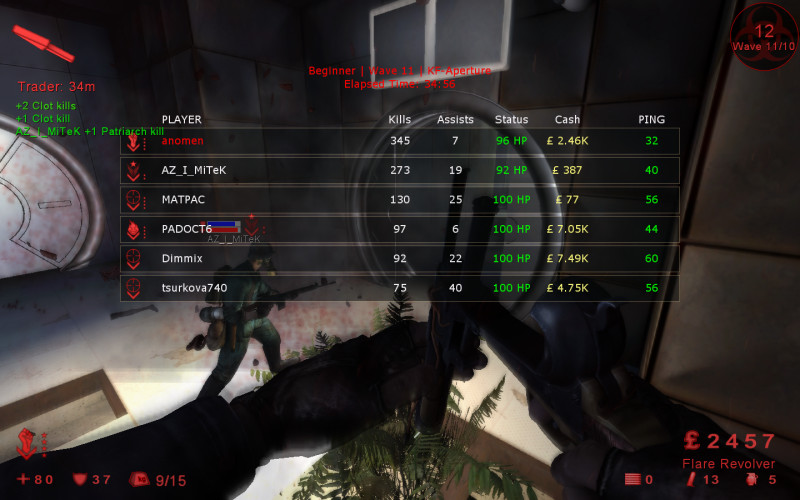 12
Wave 11/10
Trader: 34m
+2 Clot kills
+1 Clot kill
AZ_I_MiTeK +1 Patriarch kill
Beginner | Wave 11 | KF-Aperture
Elapsed Time: 34:56
PLAYER Kills Assists Status Cash PING
anomen 345 7 96 HP £ 2.46K 32
AZ_I_MiTeK 273 19 92 HP £ 387 40
MATPAC 130 25 100 HP £ 77 56
PADOCT6 97 6 100 HP £ 7.05K 44
AZ_I_MiTeK
Dimmix 92 22 100 HP £ 7.49K 60
tsurkova740 75 40 100 HP £ 4.75K 56
£ 2457
Flare Revolver
80 37 9/15 0 13 5